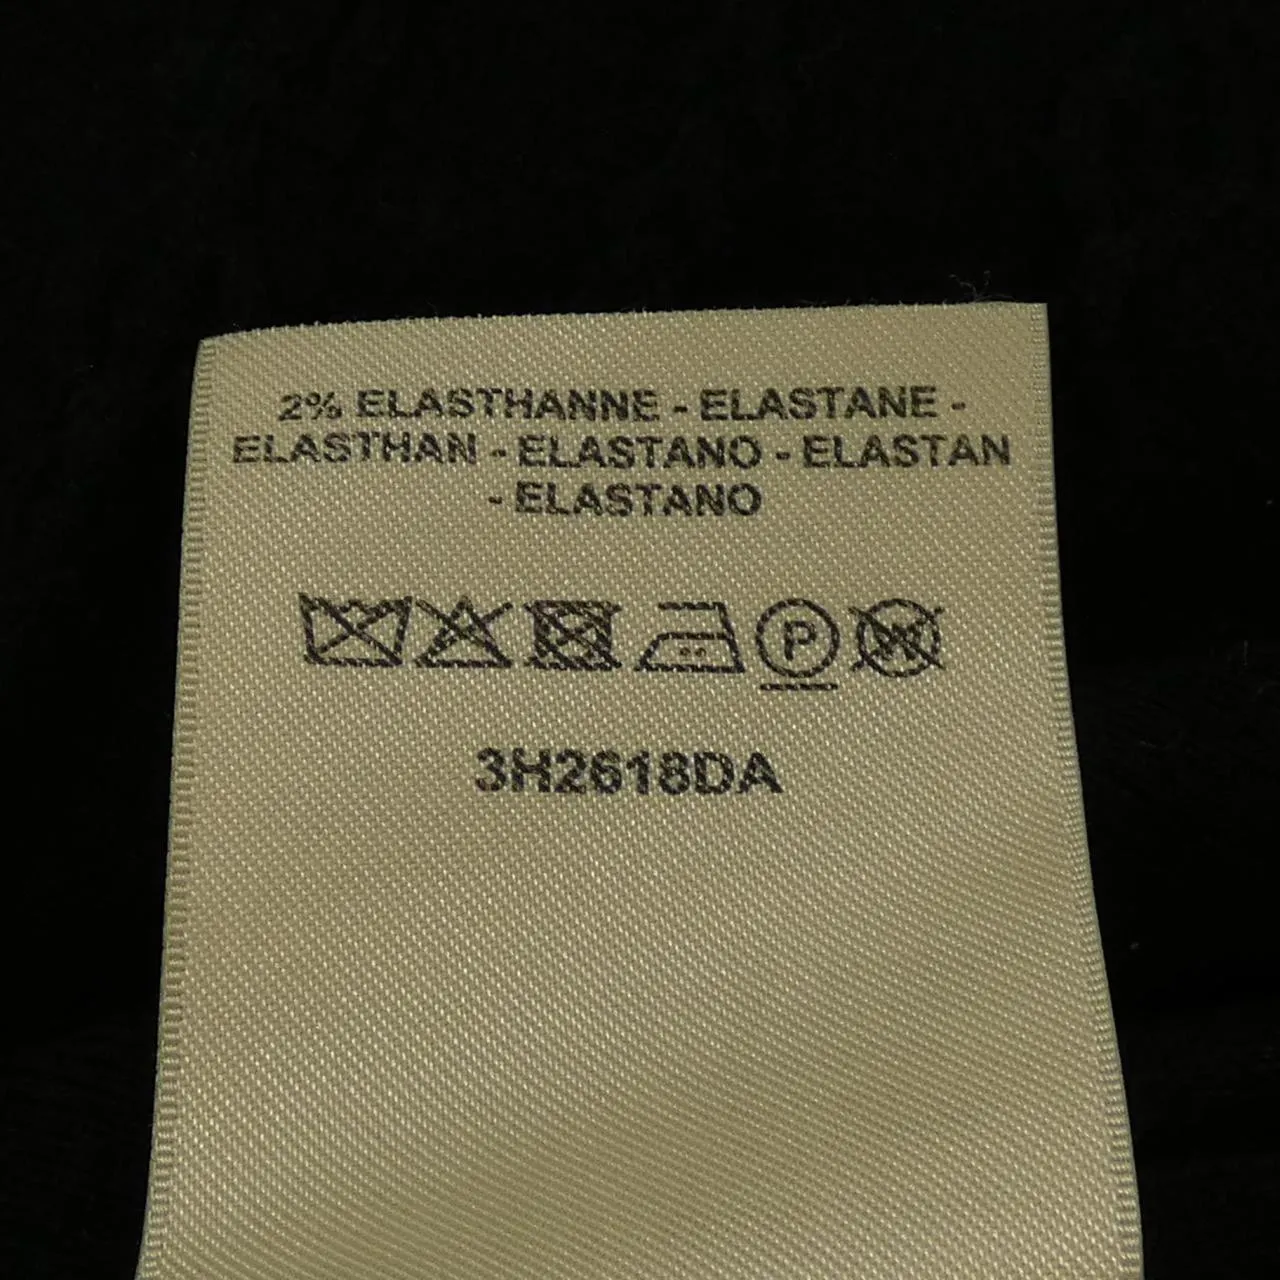 2% ELASTHANNE - ELASTANE -
ELASTHAN - ELASTANO - ELASTAN
- ELASTANO
P W
3H2618DA